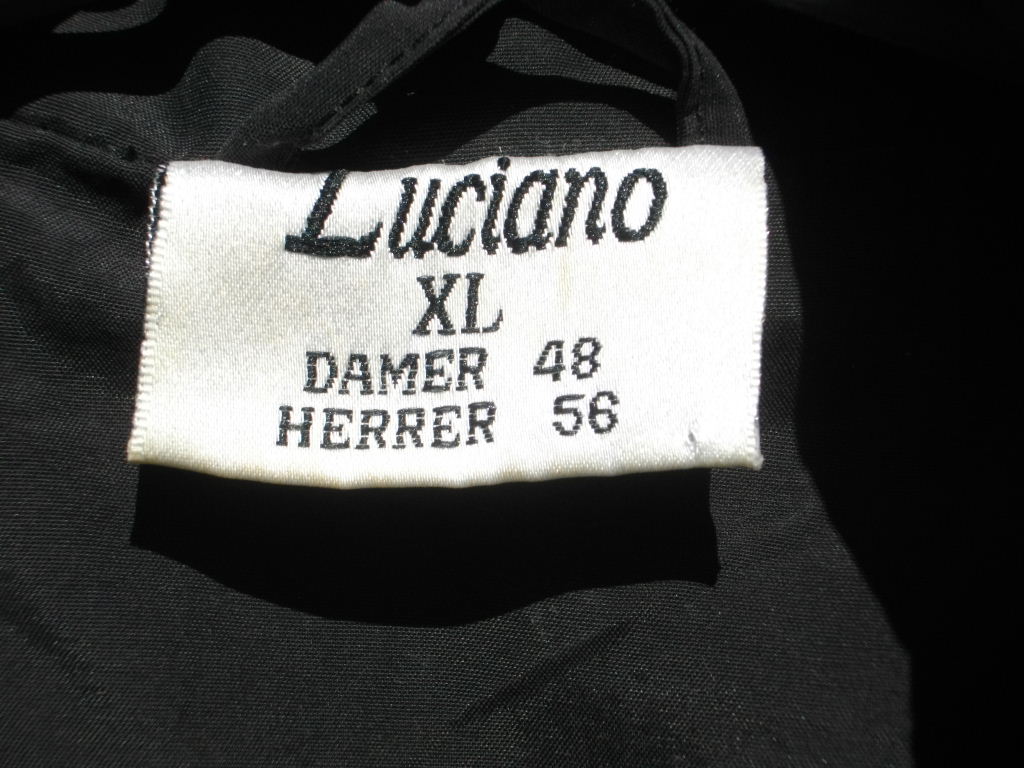 Luciano
XL
DAMER 48
HERRER 56